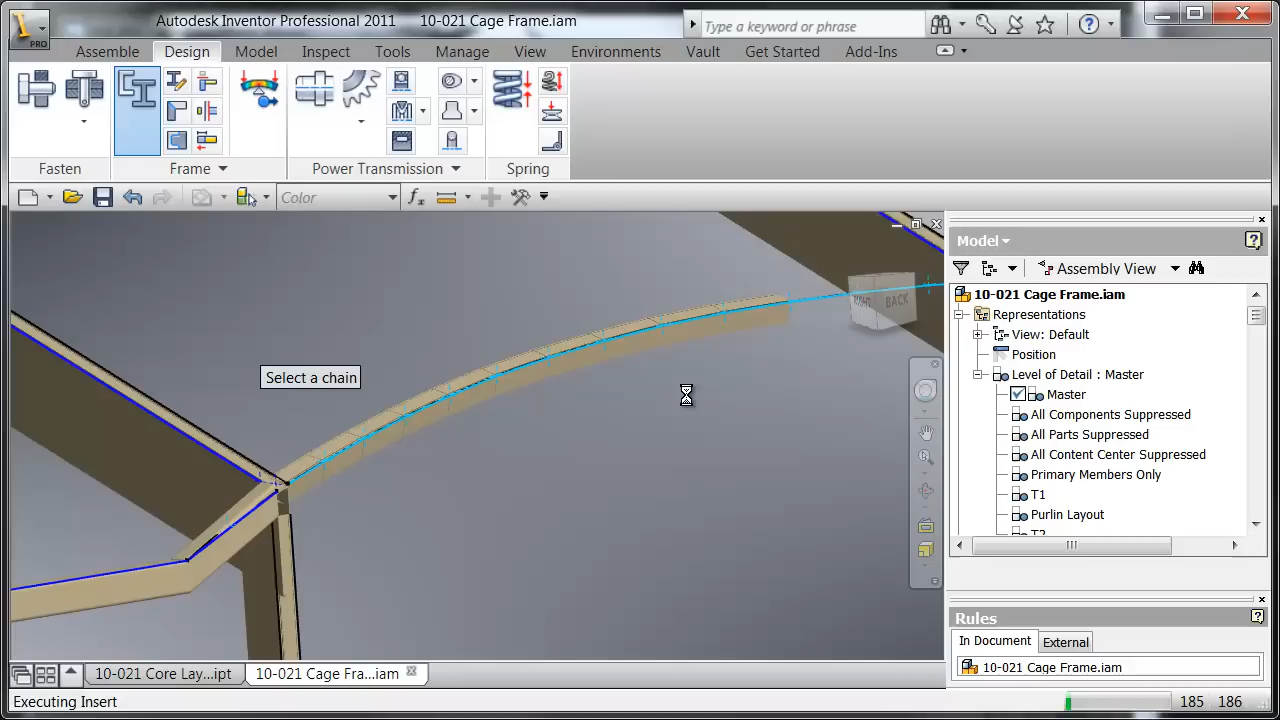 Autodesk Inventor Professional 2011 10-021 Cage Frame.iam
Type a keyword or phrase
PRO
Assemble Design Model Inspect Tools Manage View Environments Vault Get Started Add-Ins
Fasten Frame Power Transmission Spring
Color
Select a chain
RIGHT BACK
Model
Assembly View
10-021 Cage Frame.iam
Representations
View: Default
Position
Level of Detail : Master
Master
All Components Suppressed
All Parts Suppressed
All Content Center Suppressed
Primary Members Only
T1
Purlin Layout
T2
Rules
In Document External
10-021 Cage Frame.iam
10-021 Core Lay...ipt 10-021 Cage Fra...iam
Executing Insert 185 186